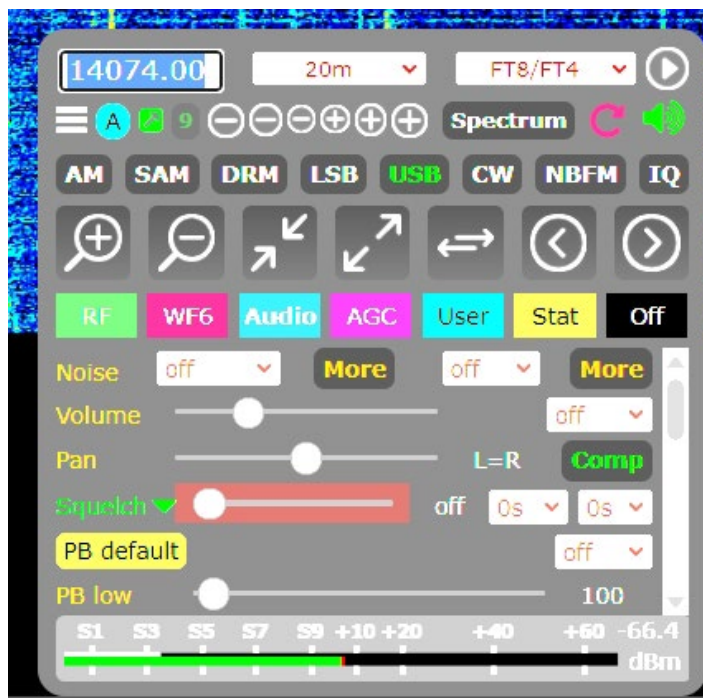 14074.00 20m FT8/FT4
A 9 Spectrum
AM SAM DRM LSB USB CW NBFM IQ
RF WF6 Audio AGC User Stat Off
Noise off More off More
Volume off
Pan L=R Comp
Squelch off 0s 0s
PB default off
PB low 100
S1 S3 S5 S7 S9 +10 +20 +40 +60 -66.4
dBm